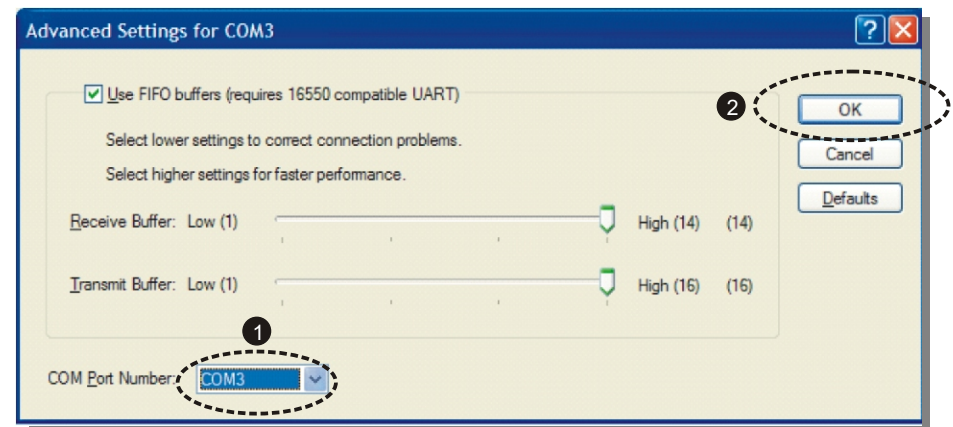 Advanced Settings for COM3
?
Use FIFO buffers (requires 16550 compatible UART)
Select lower settings to correct connection problems.
Select higher settings for faster performance.
Receive Buffer: Low (1) High (14) (14)
Transmit Buffer: Low (1) High (16) (16)
1
COM Port Number: COM3
2
OK
Cancel
Defaults